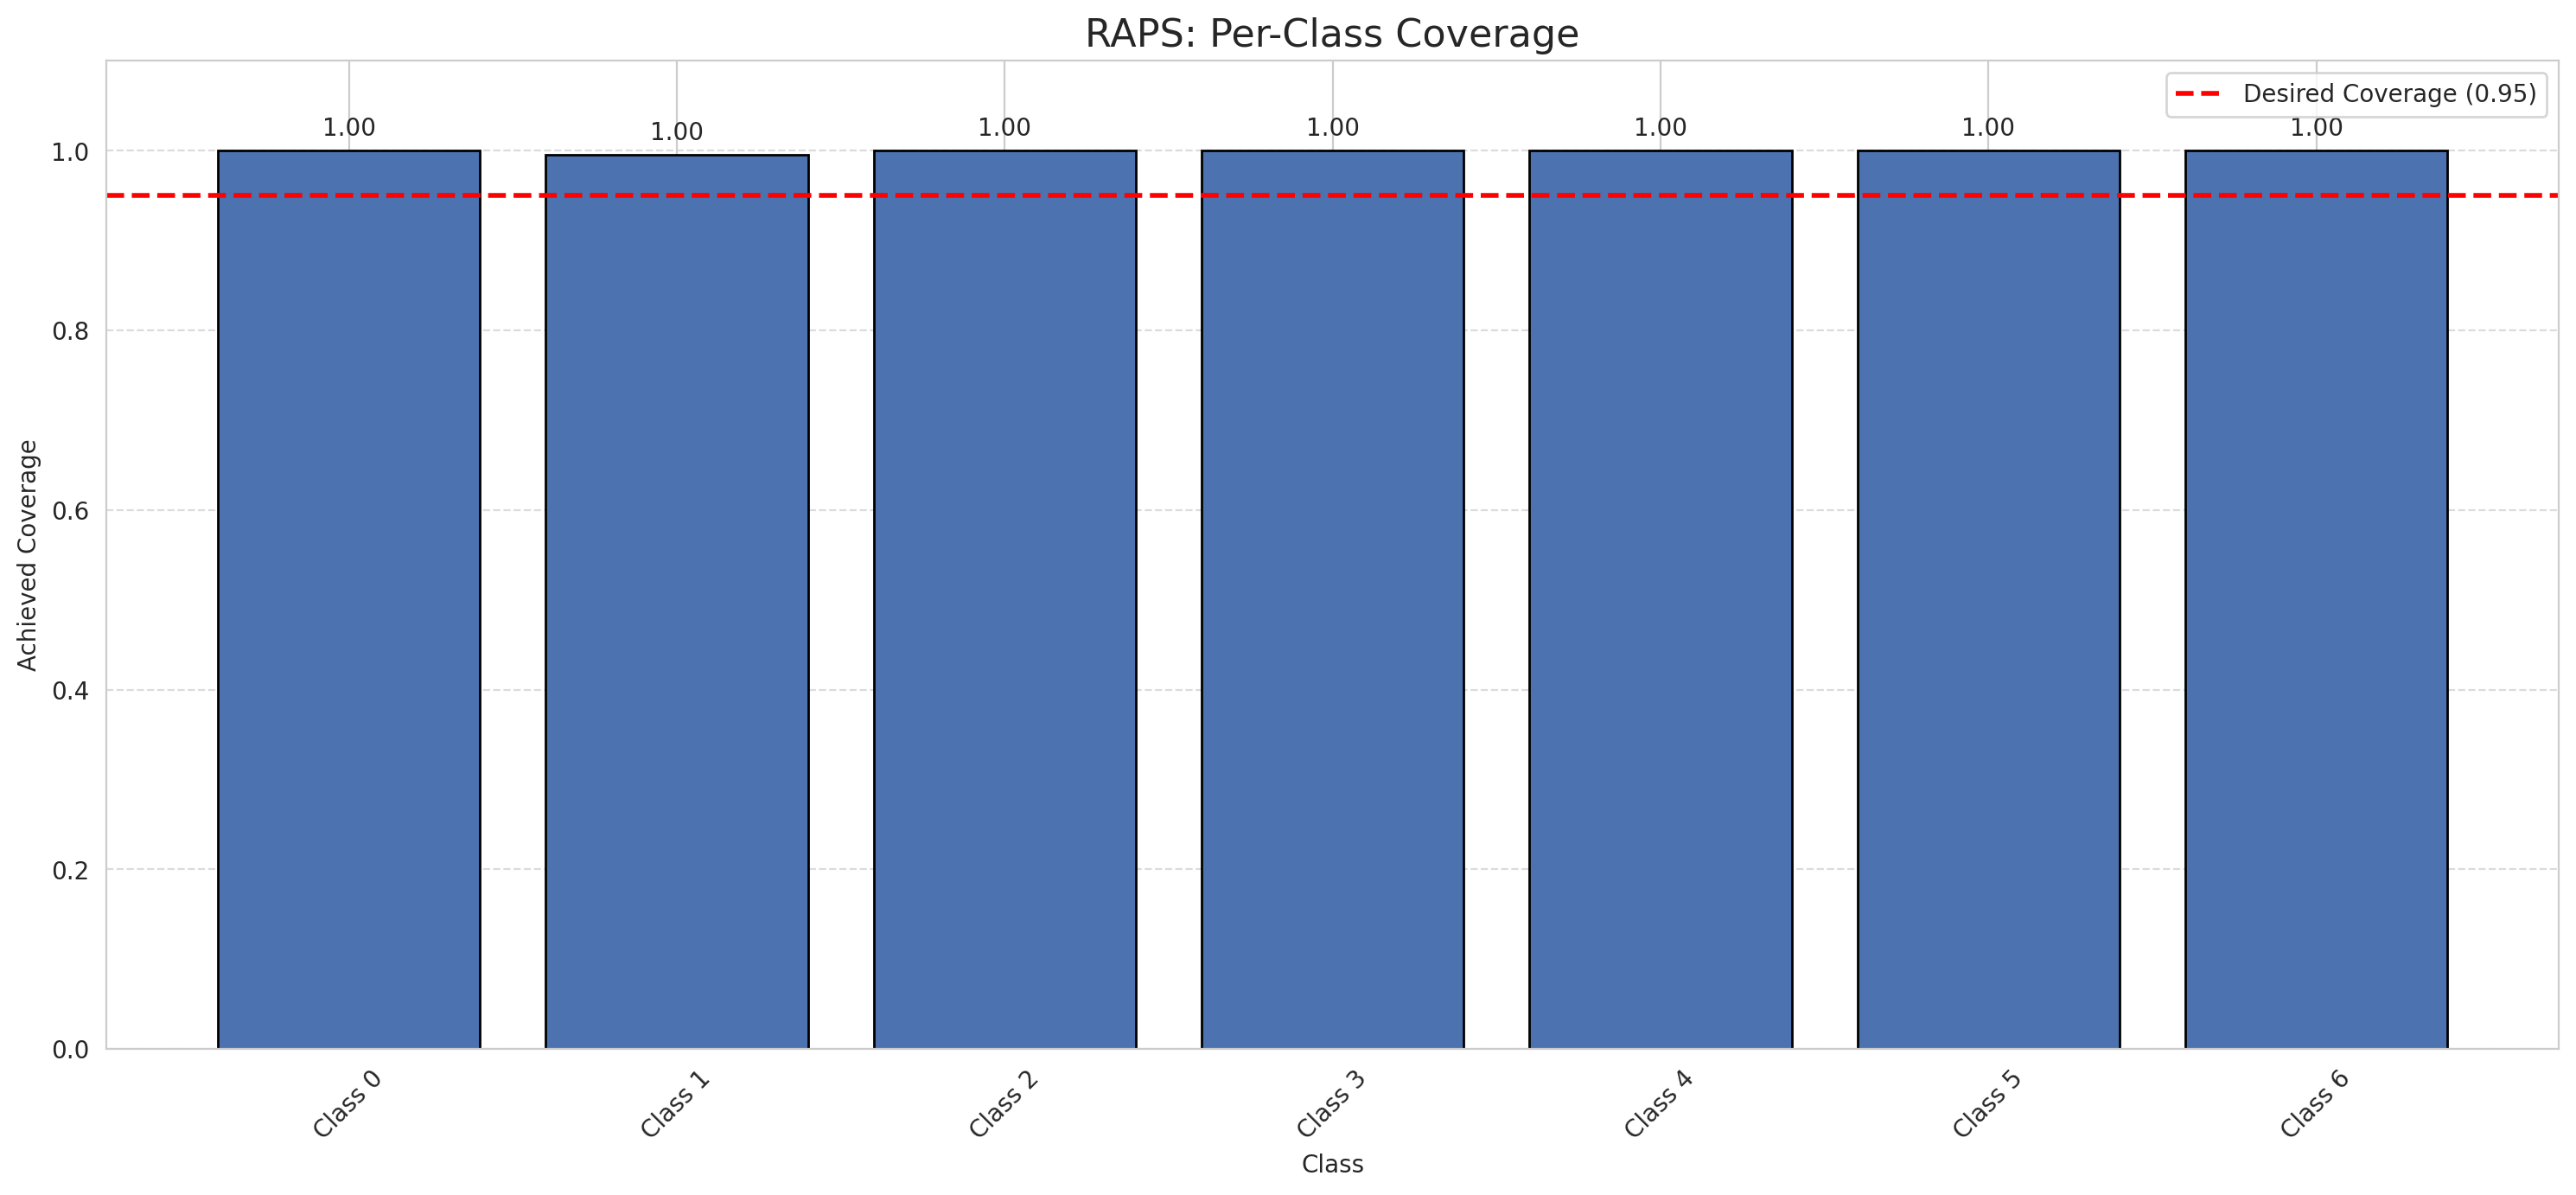 RAPS: Per-Class Coverage
Desired Coverage (0.95)
1.00
1.00
1.00
1.00
1.00
1.00
1.00
1.0
0.8
0.6
0.4
0.2
0.0
Achieved Coverage
Class 0
Class 1
Class 2
Class 3
Class 4
Class 5
Class 6
Class